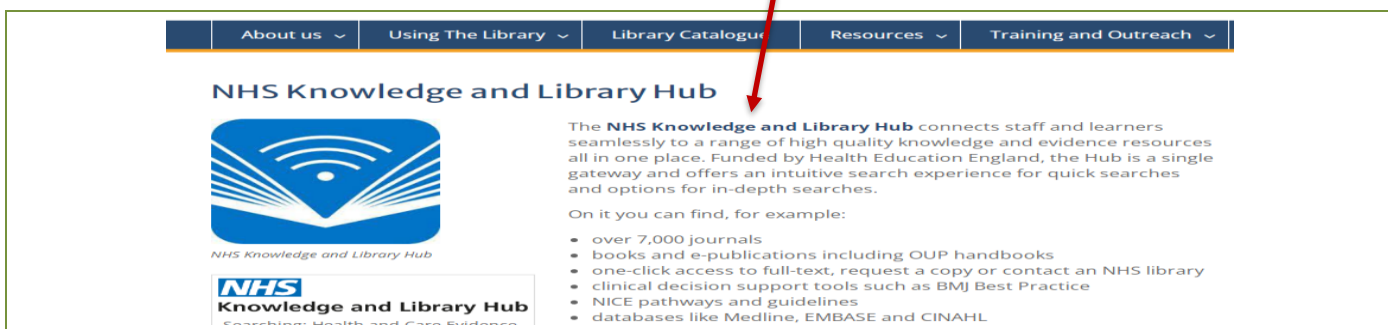 About us
Using The Library
Library Catalogue
Resources
Training and Outreach
NHS Knowledge and Library Hub
The NHS Knowledge and Library Hub connects staff and learners
seamlessly to a range of high quality knowledge and evidence resources
all in one place. Funded by Health Education England, the Hub is a single
gateway and offers an intuitive search experience for quick searches
and options for in-depth searches.
On it you can find, for example:
• over 7,000 journals
• books and e-publications including OUP handbooks
• one-click access to full-text, request a copy or contact an NHS library
• clinical decision support tools such as BMJ Best Practice
• NICE pathways and guidelines
• databases like Medline, EMBASE and CINAHL
NHS Knowledge and Library Hub
NHS
Knowledge and Library Hub
Searching: Health and Care Evidence